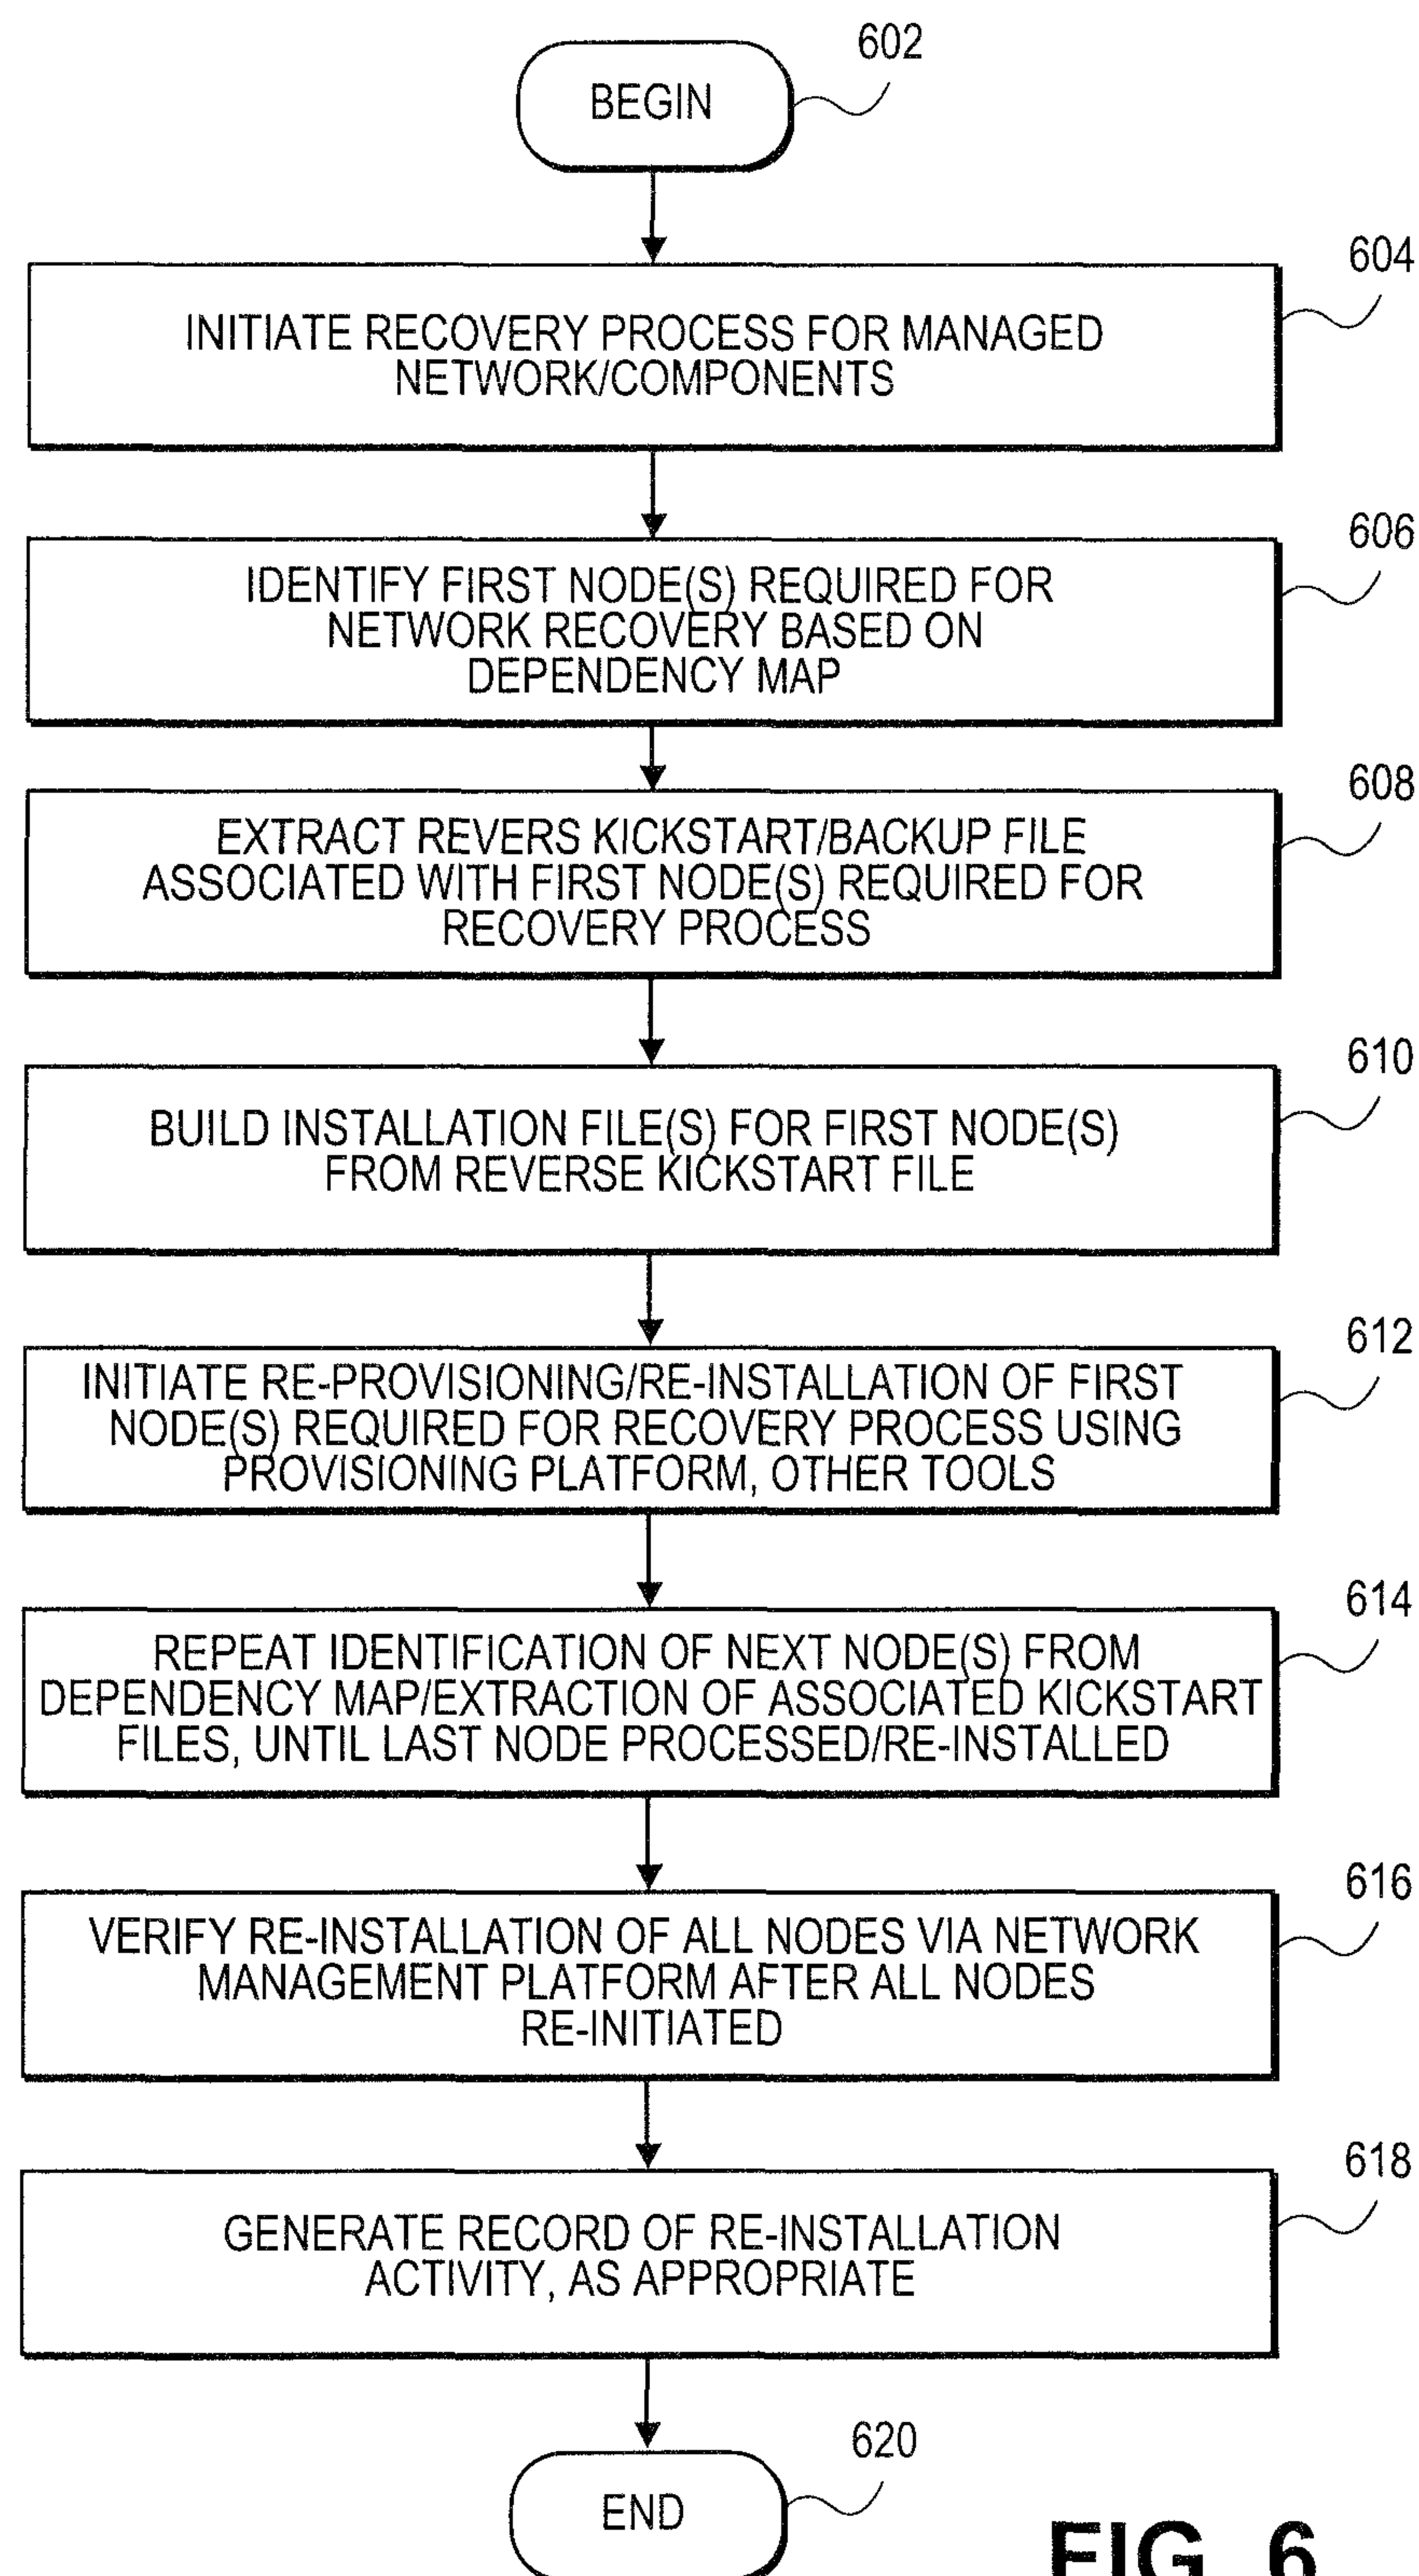 602
BEGIN
604
INITIATE RECOVERY PROCESS FOR MANAGED
NETWORK/COMPONENTS
606
IDENTIFY FIRST NODE(S) REQUIRED FOR
NETWORK RECOVERY BASED ON
DEPENDENCY MAP
608
EXTRACT REVERS KICKSTART/BACKUP FILE
ASSOCIATED WITH FIRST NODE(S) REQUIRED FOR
RECOVERY PROCESS
610
BUILD INSTALLATION FILE(S) FOR FIRST NODE(S)
FROM REVERSE KICKSTART FILE
612
INITIATE RE-PROVISIONING/RE-INSTALLATION OF FIRST
NODE(S) REQUIRED FOR RECOVERY PROCESS USING
PROVISIONING PLATFORM, OTHER TOOLS
614
REPEAT IDENTIFICATION OF NEXT NODE(S) FROM
DEPENDENCY MAP/EXTRACTION OF ASSOCIATED KICKSTART
FILES, UNTIL LAST NODE PROCESSED/RE-INSTALLED
616
VERIFY RE-INSTALLATION OF ALL NODES VIA NETWORK
MANAGEMENT PLATFORM AFTER ALL NODES
RE-INITIATED
618
GENERATE RECORD OF RE-INSTALLATION
ACTIVITY, AS APPROPRIATE
620
END
FIG. 6